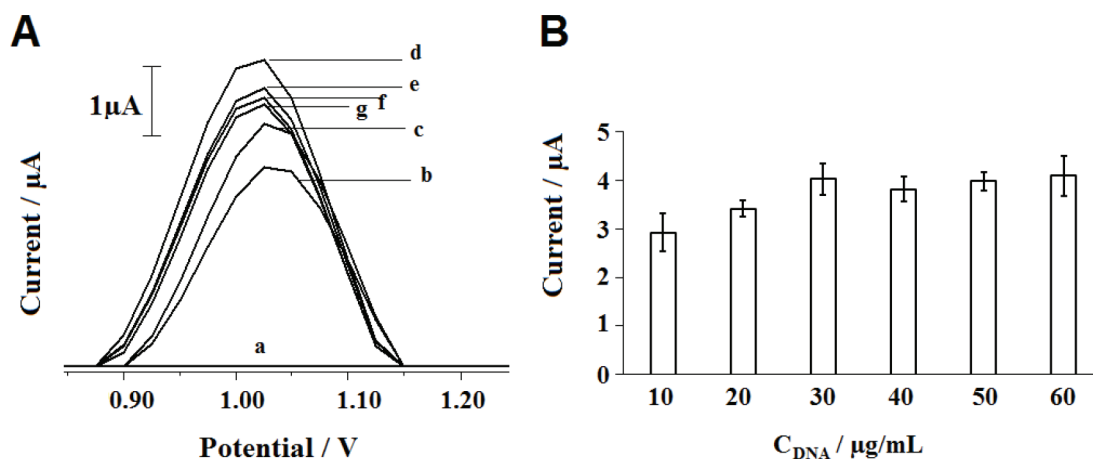 A
1μA
d
e
f
g
c
b
a
Current / μA
0.90 1.00 1.10 1.20
Potential / V
B
Current / μA
5
4
3
2
1
0
10 20 30 40 50 60
C_DNA / μg/mL